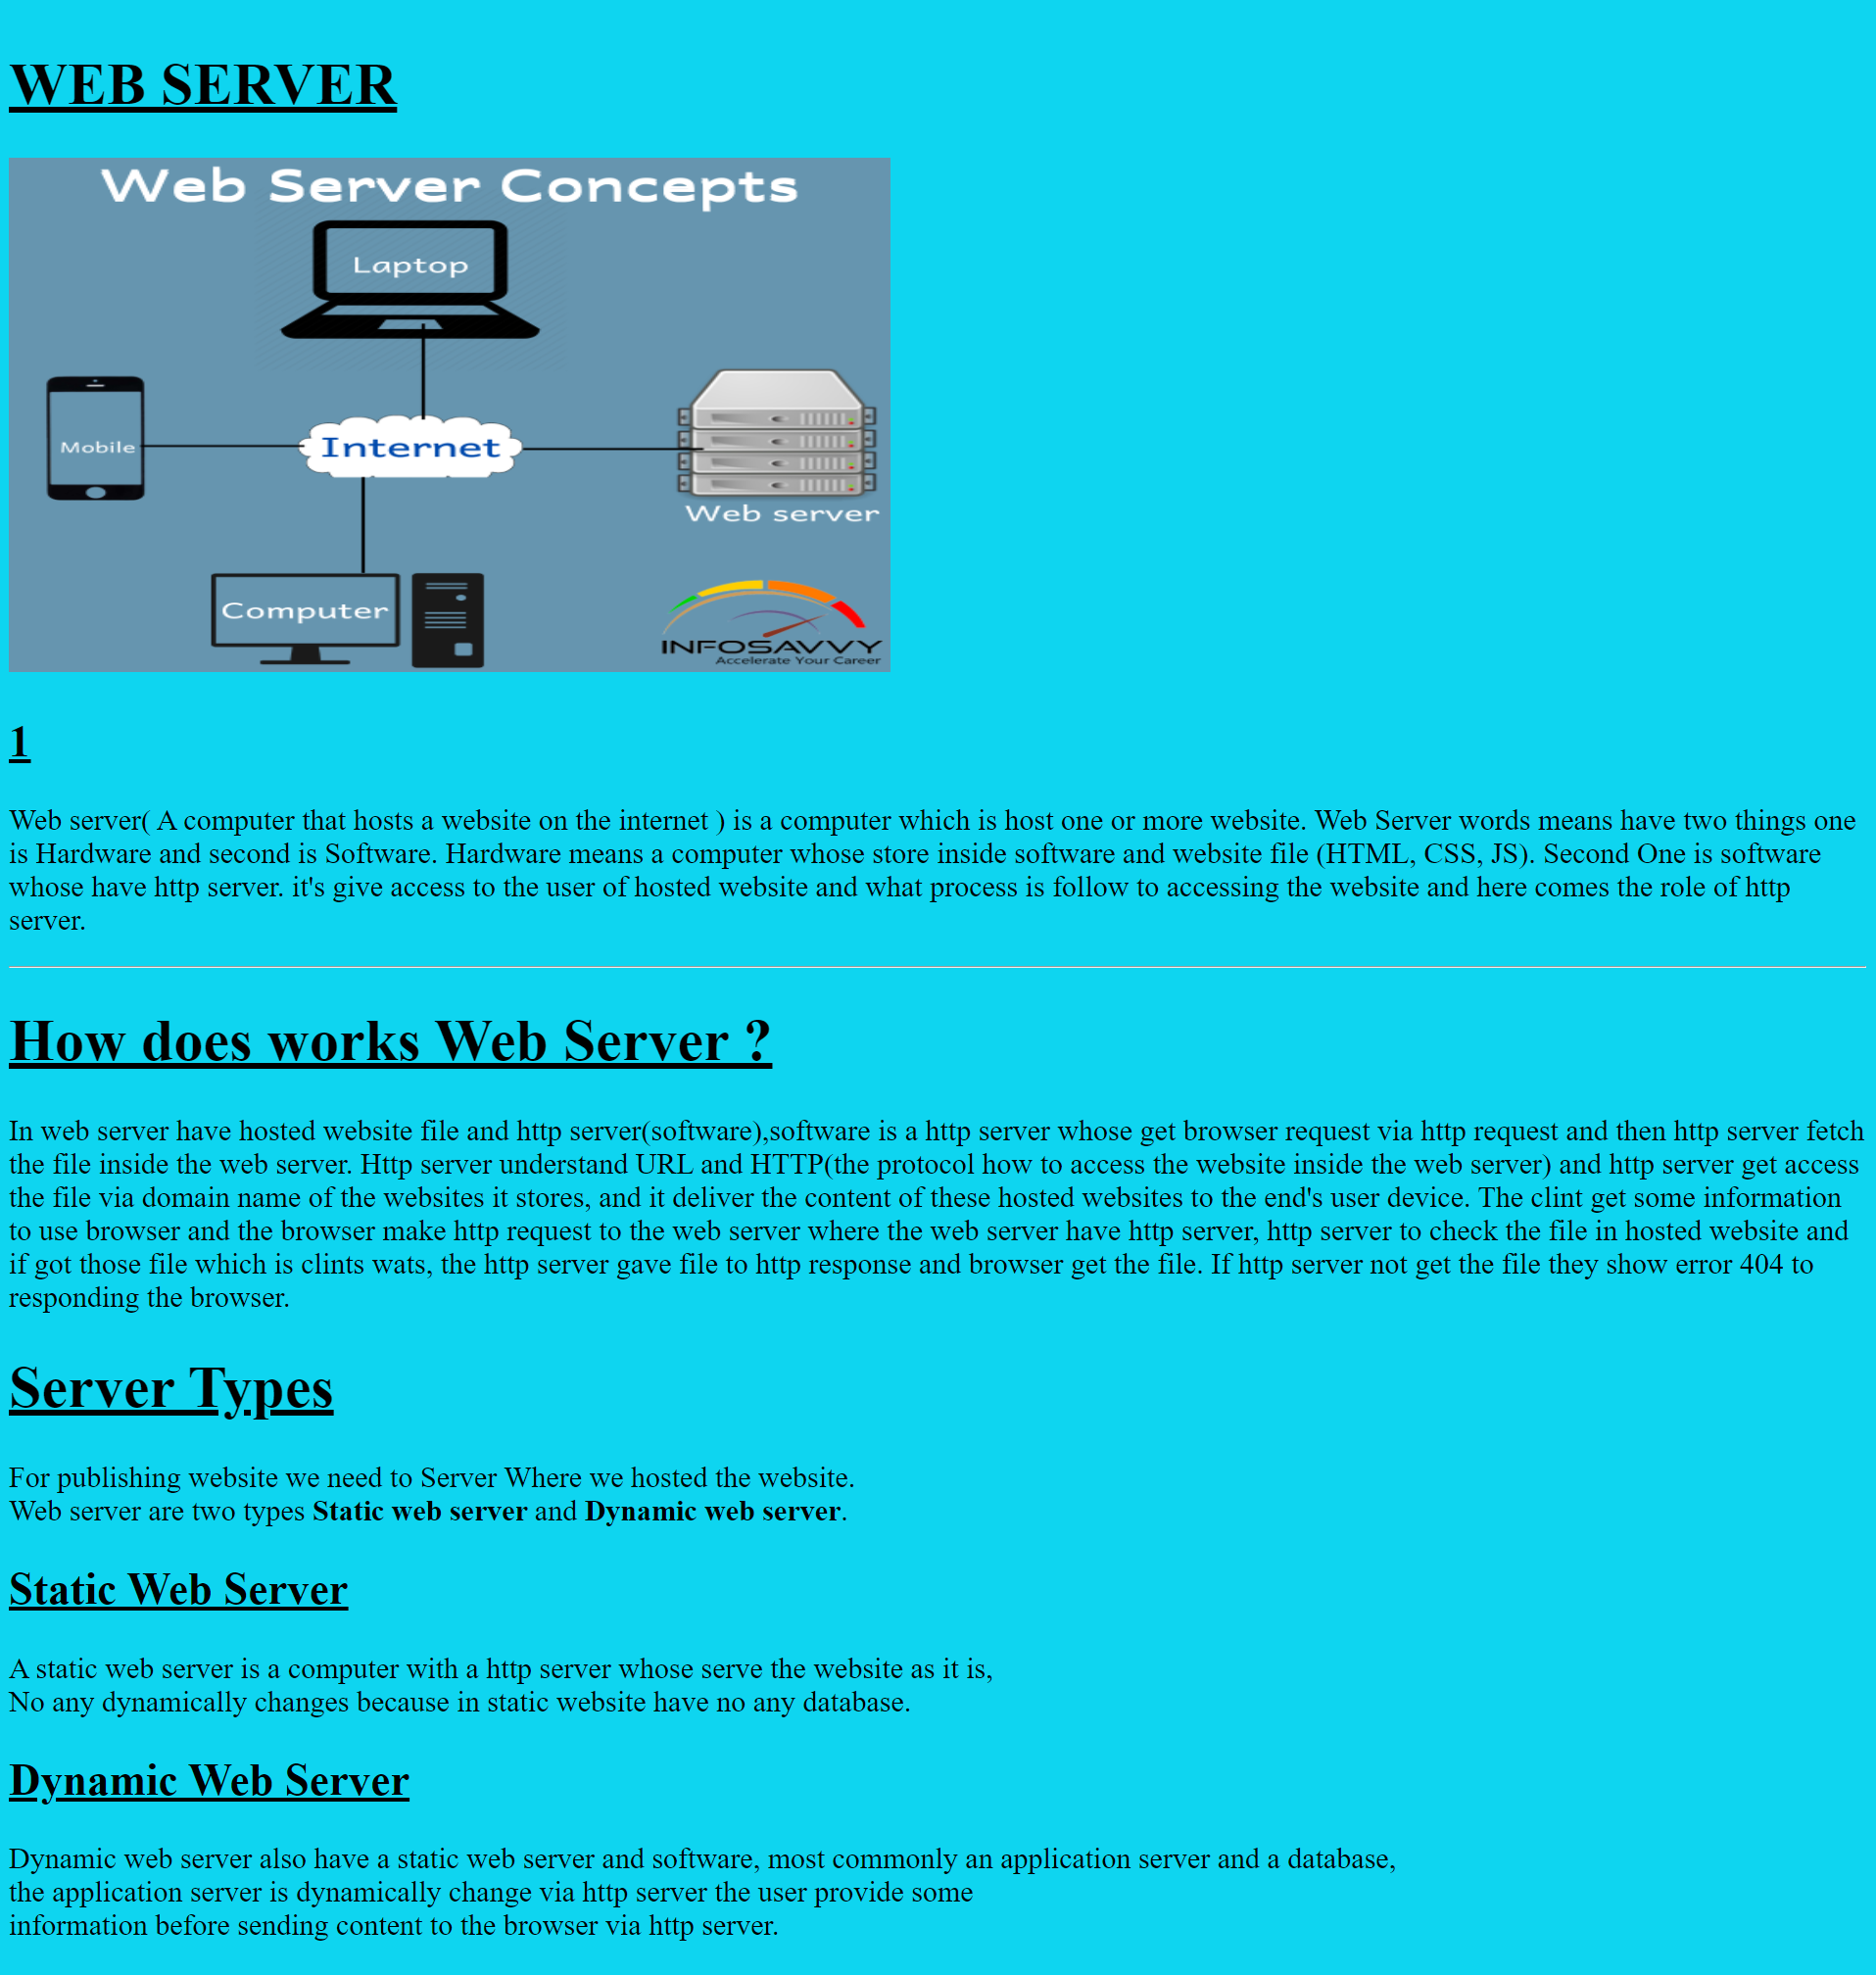 WEB SERVER
Web Server Concepts
Laptop
Mobile
Internet
Web server
Computer
INFOSAVVY
Accelerate Your Career
1
Web server( A computer that hosts a website on the internet ) is a computer which is host one or more website. Web Server words means have two things one
is Hardware and second is Software. Hardware means a computer whose store inside software and website file (HTML, CSS, JS). Second One is software
whose have http server. it's give access to the user of hosted website and what process is follow to accessing the website and here comes the role of http
server.
How does works Web Server ?
In web server have hosted website file and http server(software),software is a http server whose get browser request via http request and then http server fetch
the file inside the web server. Http server understand URL and HTTP(the protocol how to access the website inside the web server) and http server get access
the file via domain name of the websites it stores, and it deliver the content of these hosted websites to the end's user device. The clint get some information
to use browser and the browser make http request to the web server where the web server have http server, http server to check the file in hosted website and
if got those file which is clints wats, the http server gave file to http response and browser get the file. If http server not get the file they show error 404 to
responding the browser.
Server Types
For publishing website we need to Server Where we hosted the website.
Web server are two types Static web server and Dynamic web server.
Static Web Server
A static web server is a computer with a http server whose serve the website as it is,
No any dynamically changes because in static website have no any database.
Dynamic Web Server
Dynamic web server also have a static web server and software, most commonly an application server and a database,
the application server is dynamically change via http server the user provide some
information before sending content to the browser via http server.